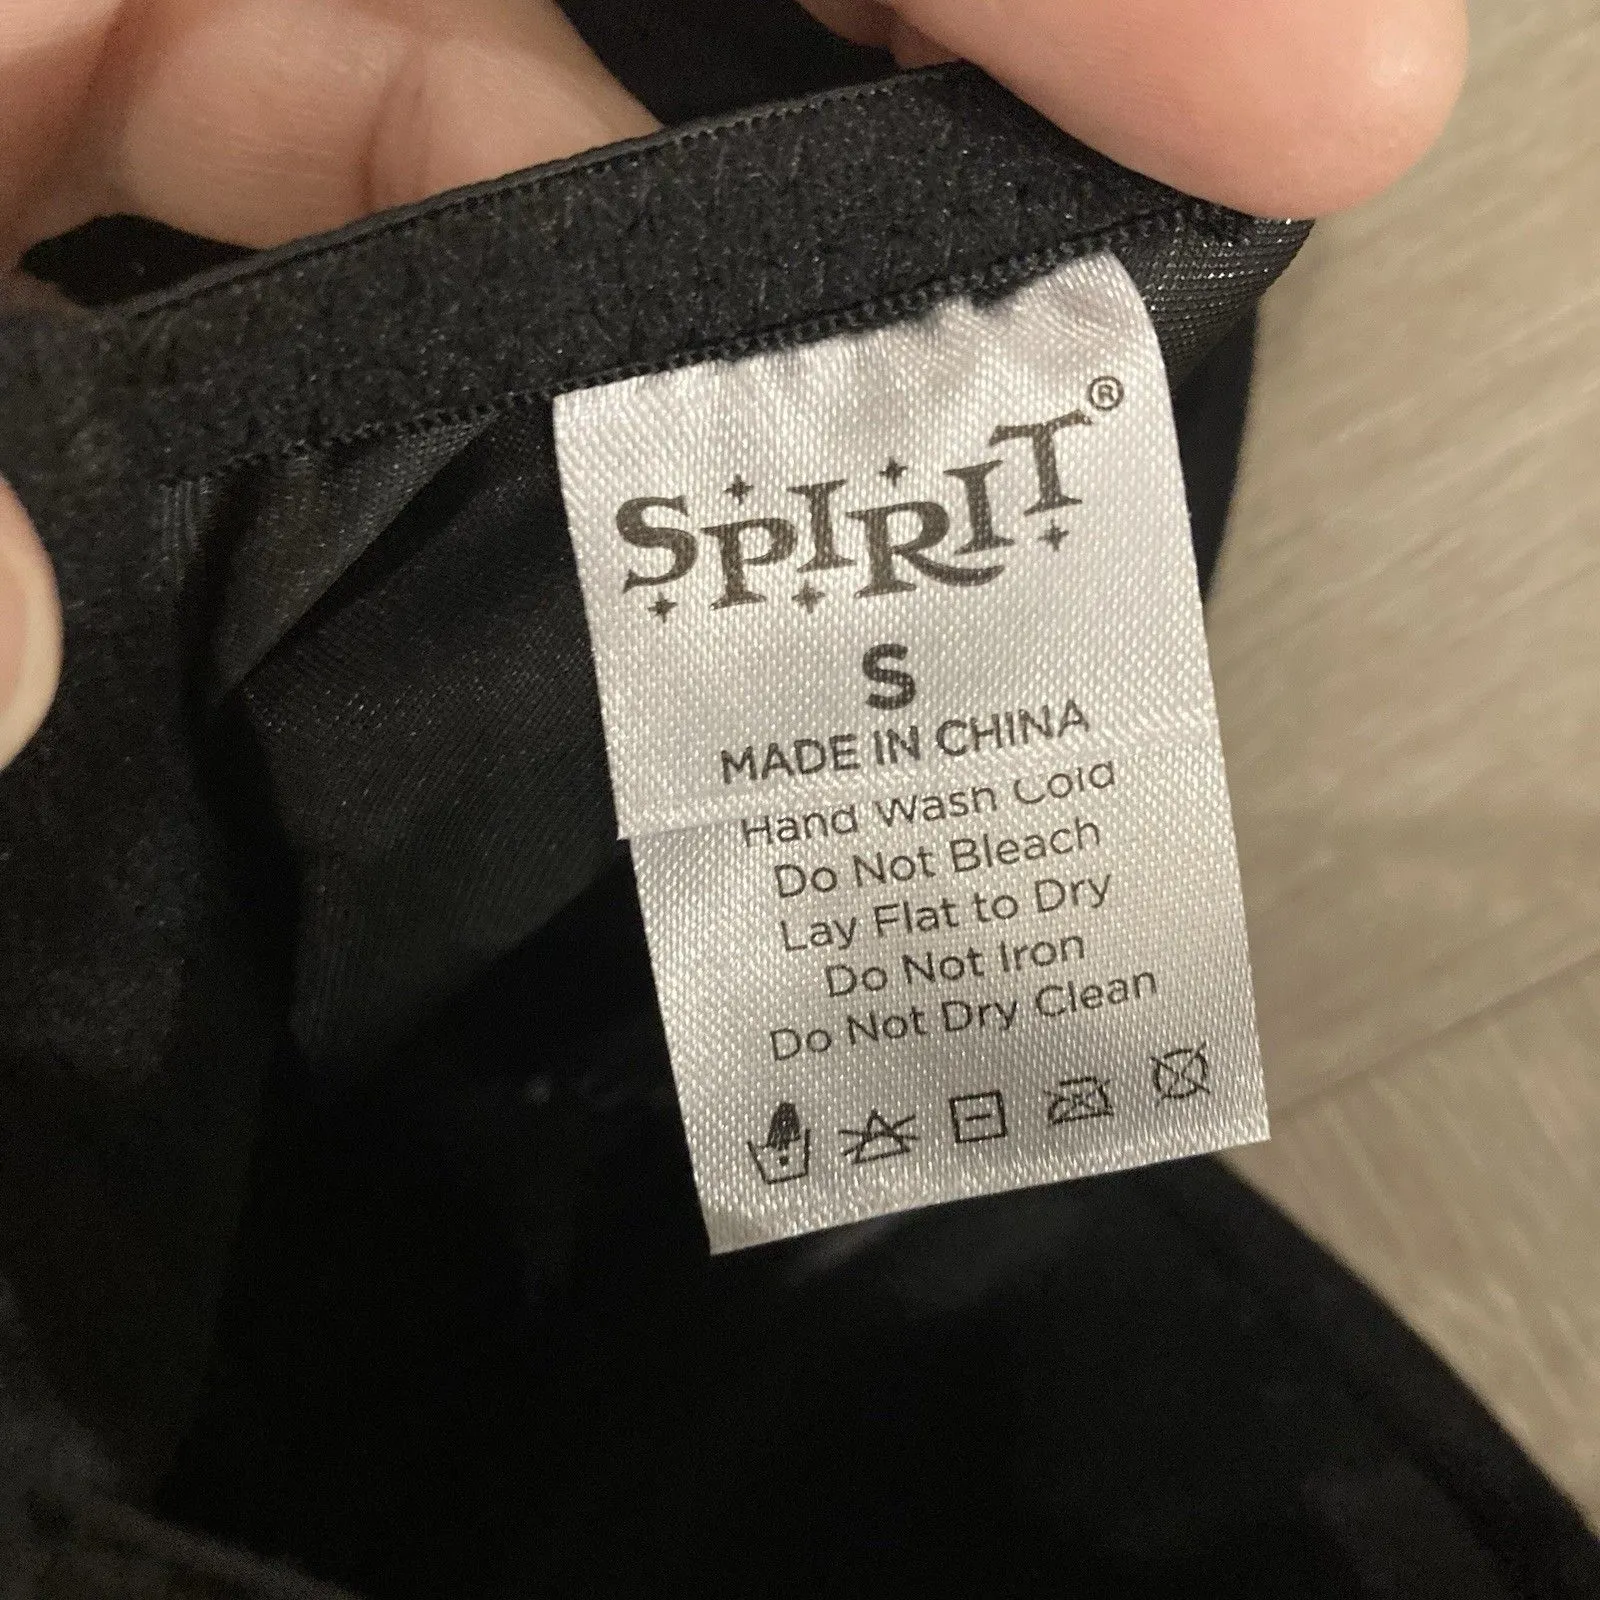 SPIRIT®
S
MADE IN CHINA
Hand Wash Cold
Do Not Bleach
Lay Flat to Dry
Do Not Iron
Do Not Dry Clean